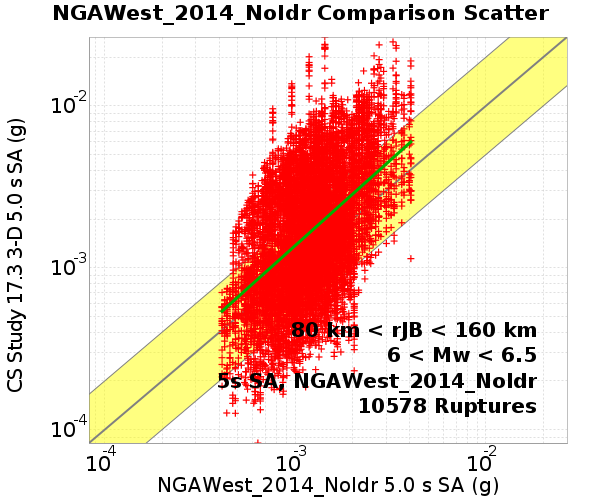 NGAWest_2014_NoIdr Comparison Scatter
CS Study 17.3 3-D 5.0 s SA (g)
10-2
10-3
10-4
80 km < rJB < 160 km
6 < Mw < 6.5
5s SA, NGAWest_2014_NoIdr
10578 Ruptures
10-4 10-3 10-2
NGAWest_2014_NoIdr 5.0 s SA (g)